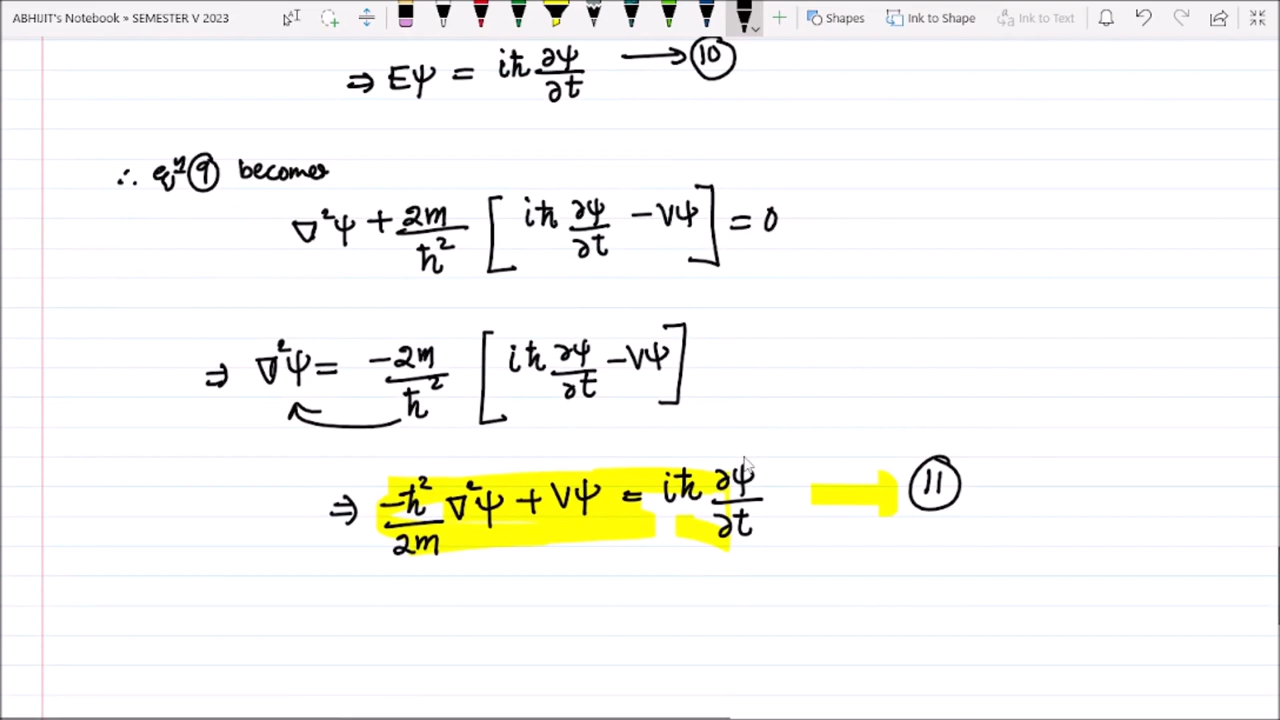 ABHIJIT's Notebook » SEMESTER V 2023
Shapes
Ink to Shape
Ink to Text
⇒ Eψ = iħ ∂ψ/∂t ⟶ (10)
∴ eqⁿ (9) becomes
∇²ψ + 2m/ħ² [ iħ ∂ψ/∂t − Vψ ] = 0
⇒ ∇²ψ = −2m/ħ² [ iħ ∂ψ/∂t − Vψ ]
⇒ −ħ²/2m ∇²ψ + Vψ = iħ ∂ψ/∂t (11)